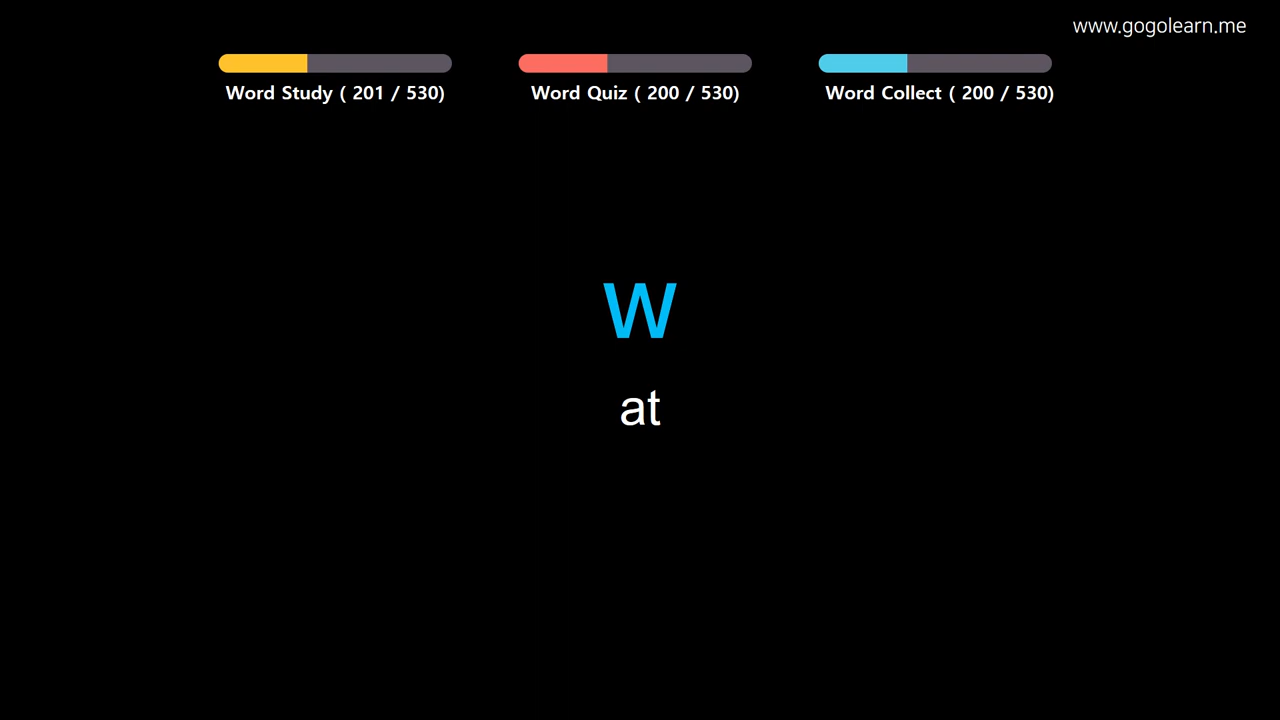 www.gogolearn.me
Word Study ( 201 / 530)
Word Quiz ( 200 / 530)
Word Collect ( 200 / 530)
w
at